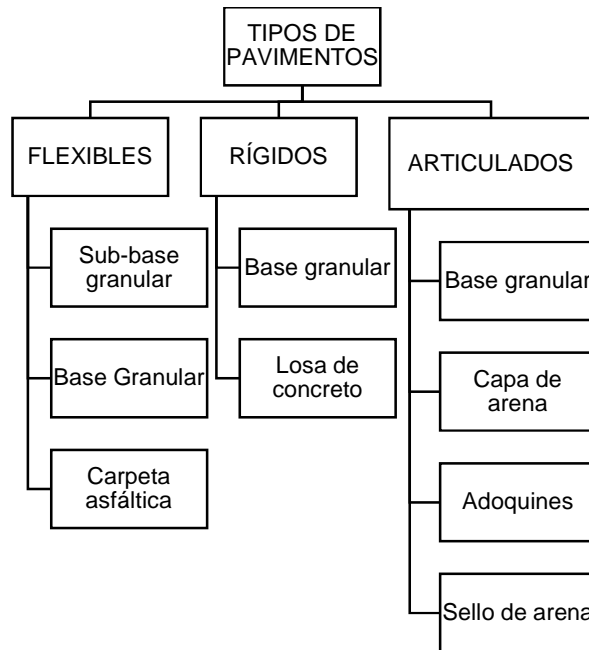 TIPOS DE
PAVIMENTOS
FLEXIBLES
Sub-base
granular
Base Granular
Carpeta
asfáltica
RÍGIDOS
Base granular
Losa de
concreto
ARTICULADOS
Base granular
Capa de
arena
Adoquines
Sello de arena